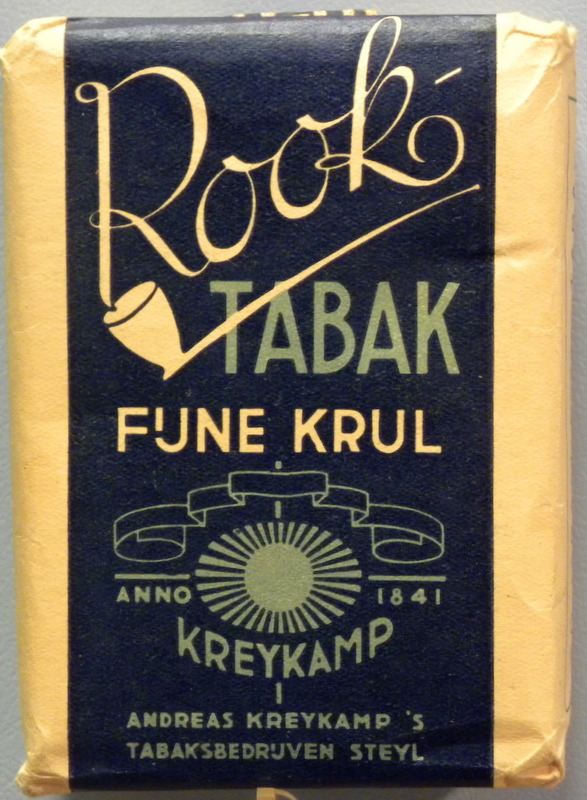 Rook-
TABAK
FIJNE KRUL
ANNO 1841
KREYKAMP
ANDREAS KREYKAMP 'S
TABAKSBEDRIJVEN STEYL